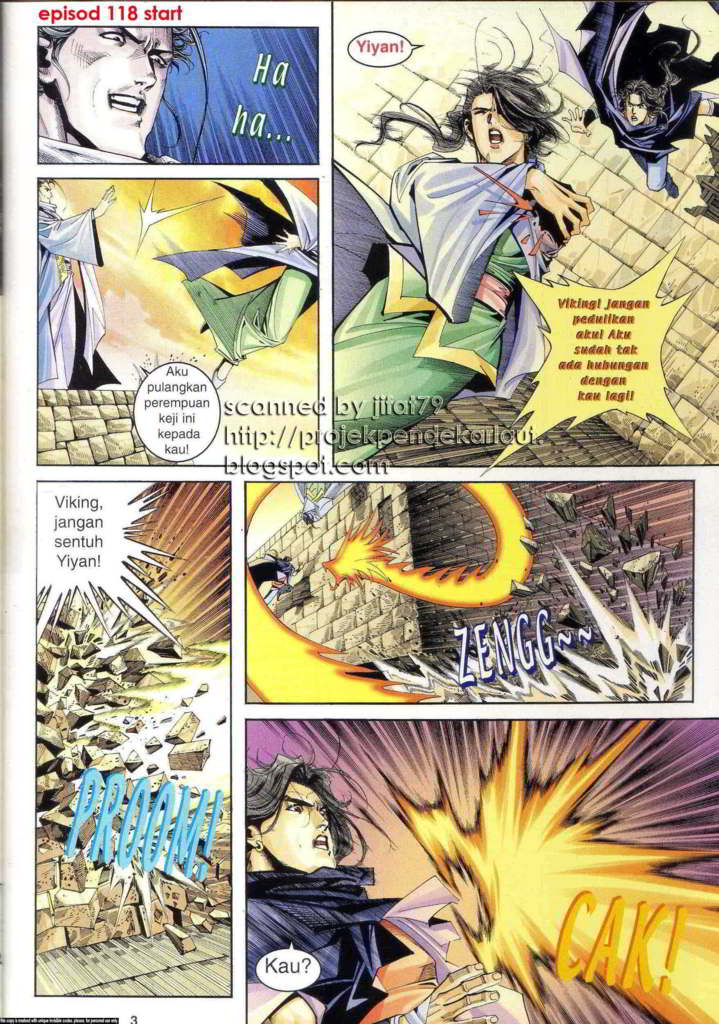 episod 118 start
Ha
ha...
Yiyan!
Viking! jangan
pedulikan
aku! Aku
sudah tak
ada hubungan
dengan
kau lagi!
Aku
pulangkan
perempuan
keji ini
kepada
kau!
scanned by jifat79
http://projekpendekarlaut.
blogspot.com
Viking,
jangan
sentuh
Yiyan!
PROOM!
ZENGG~~
CAK!
Kau?
3